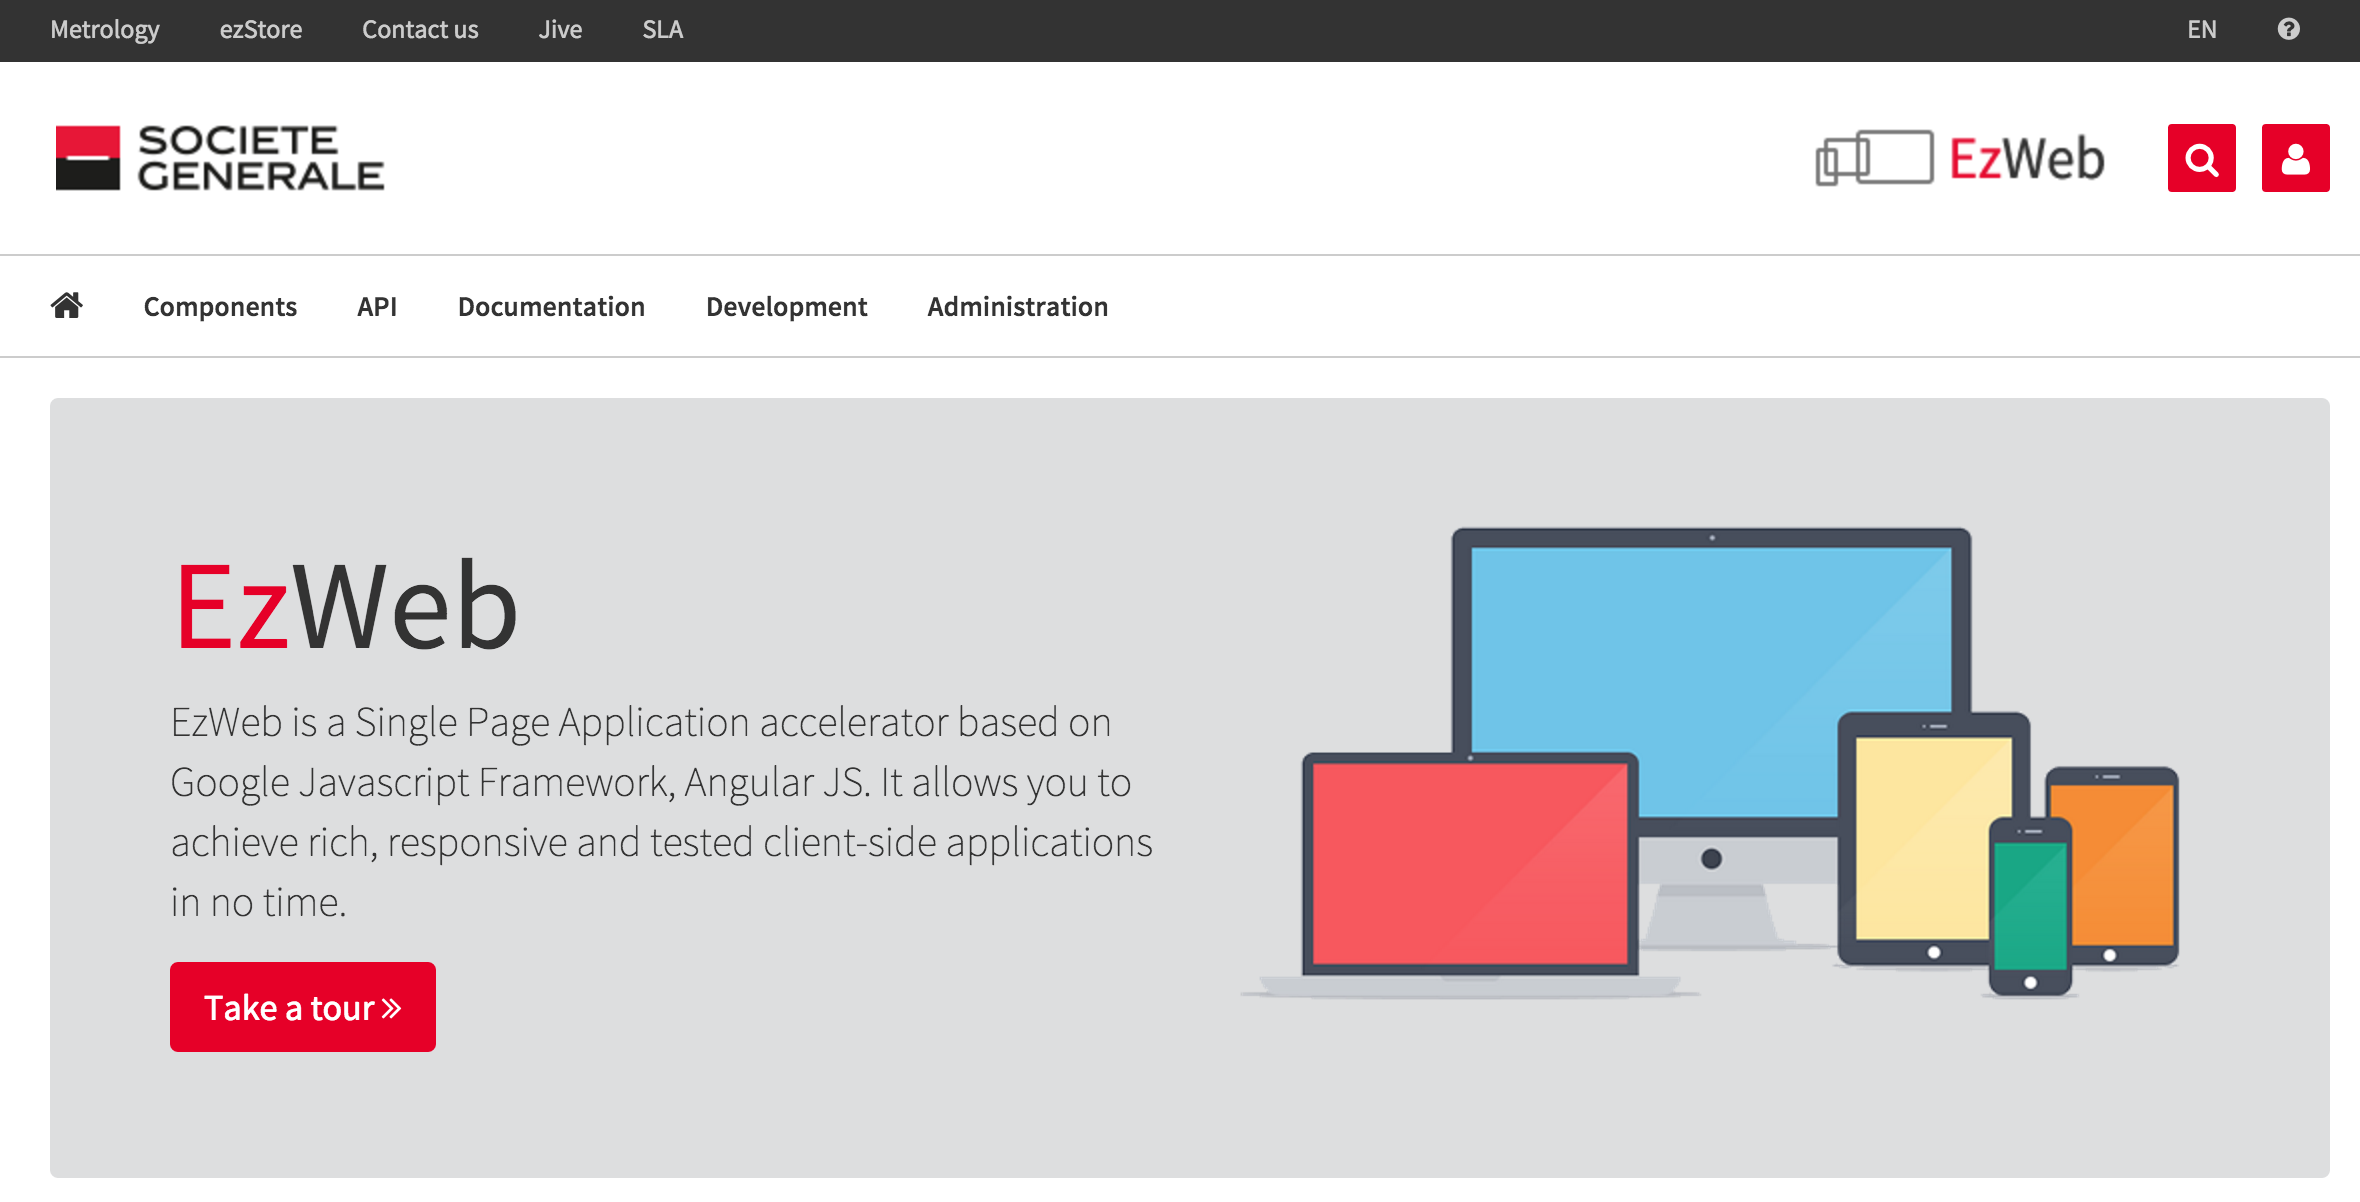 Metrology ezStore Contact us Jive SLA EN
SOCIETE
GENERALE
EzWeb
Components API Documentation Development Administration
EzWeb
EzWeb is a Single Page Application accelerator based on
Google Javascript Framework, Angular JS. It allows you to
achieve rich, responsive and tested client-side applications
in no time.
Take a tour »